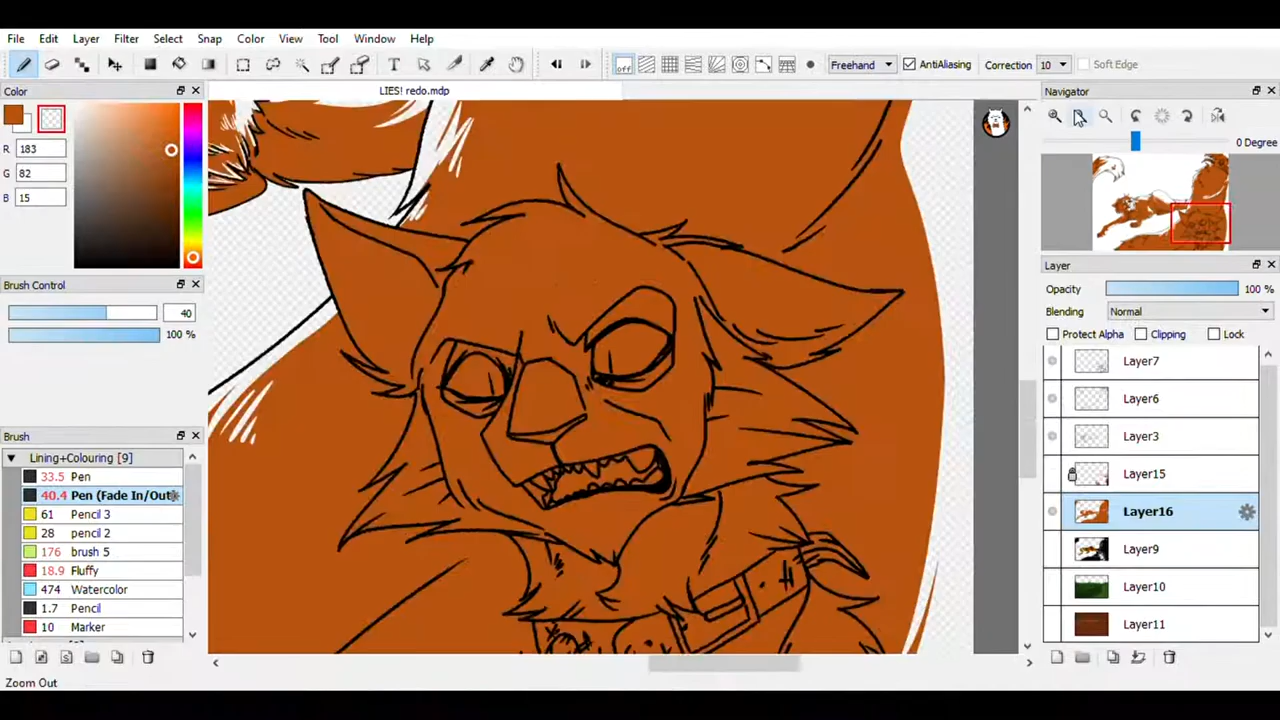 File Edit Layer Filter Select Snap Color View Tool Window Help
off Freehand AntiAliasing Correction 10 Soft Edge
Color
LIES! redo.mdp
Navigator
R 183
G 82
B 15
0 Degree
Brush Control
40
100 %
Layer
Opacity 100 %
Blending Normal
Protect Alpha Clipping Lock
Layer7
Layer6
Layer3
Layer15
Layer16
Layer9
Layer10
Layer11
Brush
Lining+Colouring [9]
33.5 Pen
40.4 Pen (Fade In/Out
61 Pencil 3
28 pencil 2
176 brush 5
18.9 Fluffy
474 Watercolor
1.7 Pencil
10 Marker
Zoom Out